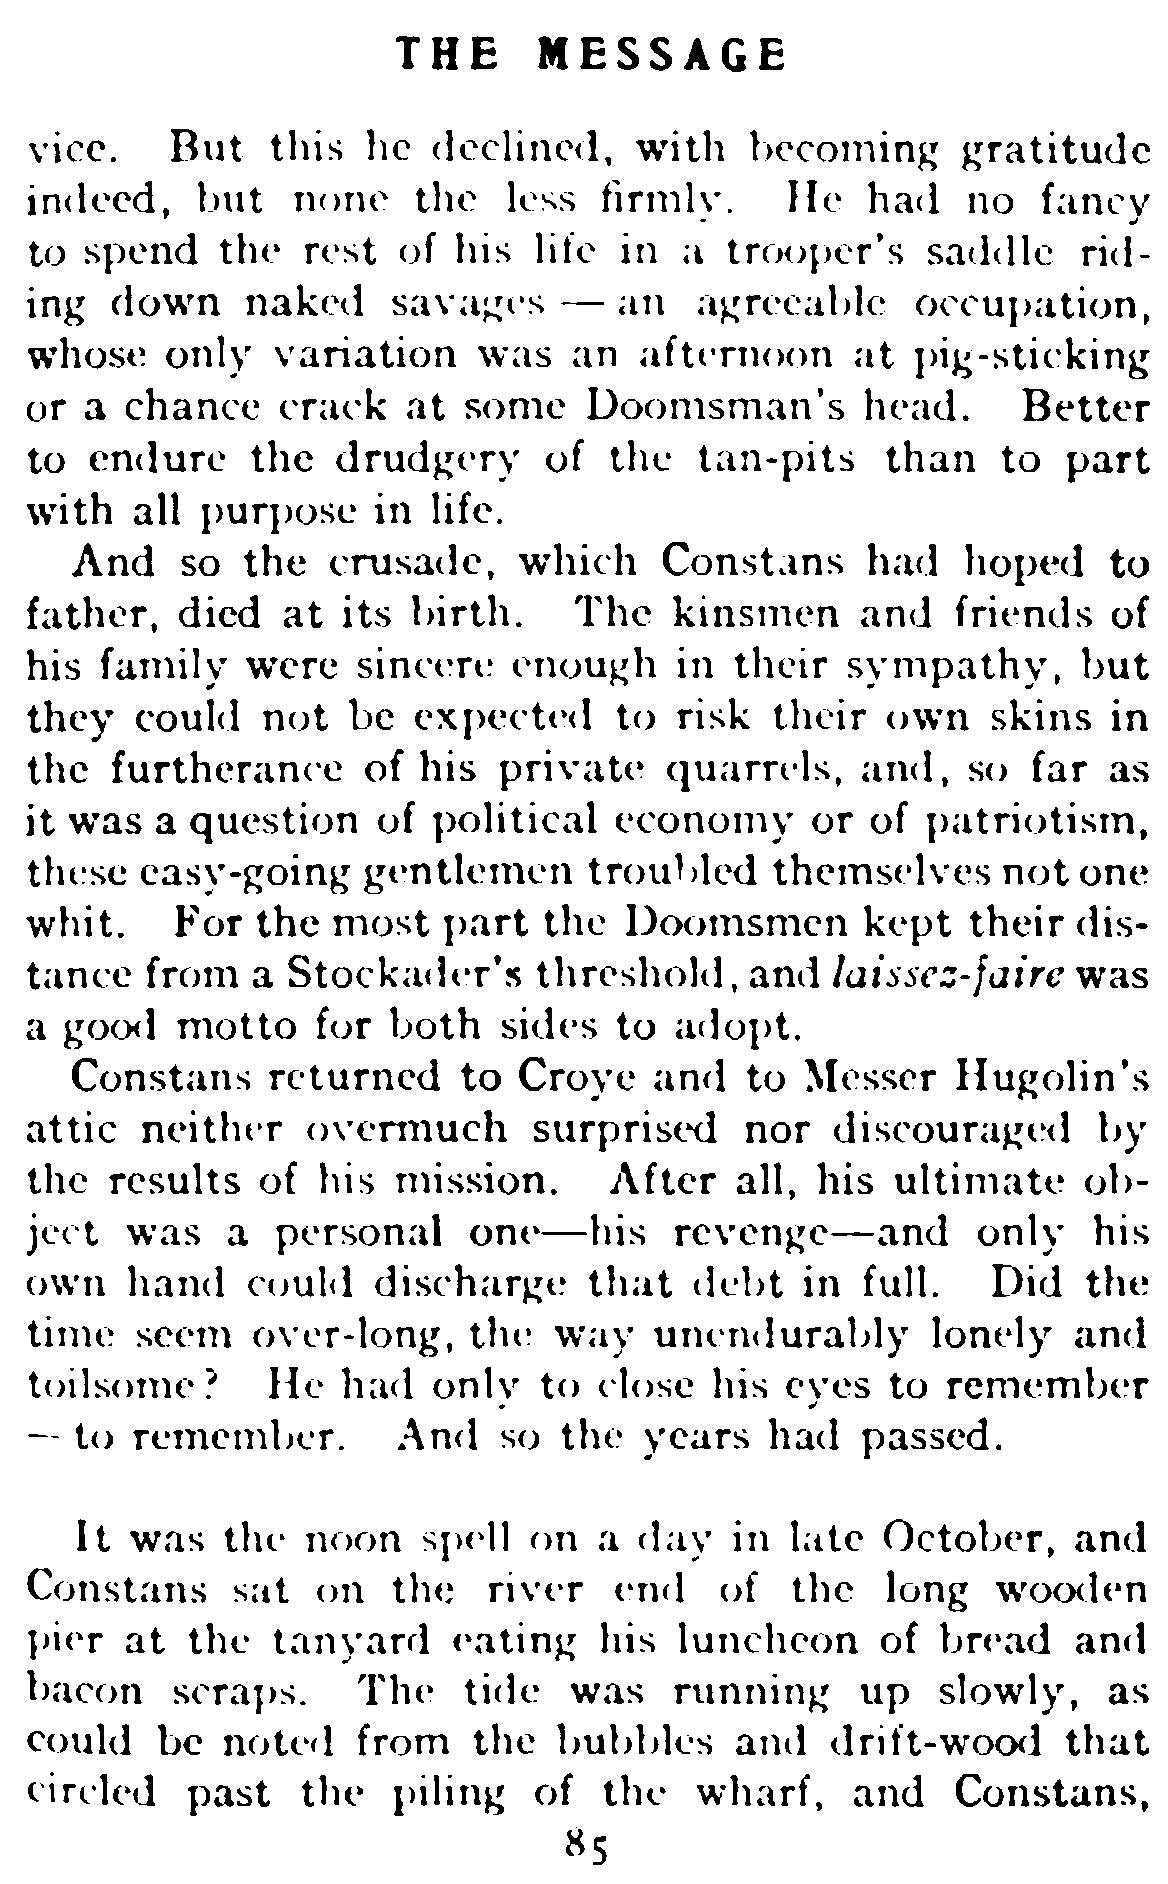 THE MESSAGE
vice. But this he declined, with becoming gratitude
indeed, but none the less firmly. He had no fancy
to spend the rest of his life in a trooper's saddle rid-
ing down naked savages — an agreeable occupation,
whose only variation was an afternoon at pig-sticking
or a chance crack at some Doomsman's head. Better
to endure the drudgery of the tan-pits than to part
with all purpose in life.
And so the crusade, which Constans had hoped to
father, died at its birth. The kinsmen and friends of
his family were sincere enough in their sympathy, but
they could not be expected to risk their own skins in
the furtherance of his private quarrels, and, so far as
it was a question of political economy or of patriotism,
these easy-going gentlemen troubled themselves not one
whit. For the most part the Doomsmen kept their dis-
tance from a Stockader's threshold, and laissez-faire was
a good motto for both sides to adopt.
Constans returned to Croye and to Messer Hugolin's
attic neither overmuch surprised nor discouraged by
the results of his mission. After all, his ultimate ob-
ject was a personal one—his revenge—and only his
own hand could discharge that debt in full. Did the
time seem over-long, the way unendurably lonely and
toilsome? He had only to close his eyes to remember
— to remember. And so the years had passed.
It was the noon spell on a day in late October, and
Constans sat on the river end of the long wooden
pier at the tanyard eating his luncheon of bread and
bacon scraps. The tide was running up slowly, as
could be noted from the bubbles and drift-wood that
circled past the piling of the wharf, and Constans,
85